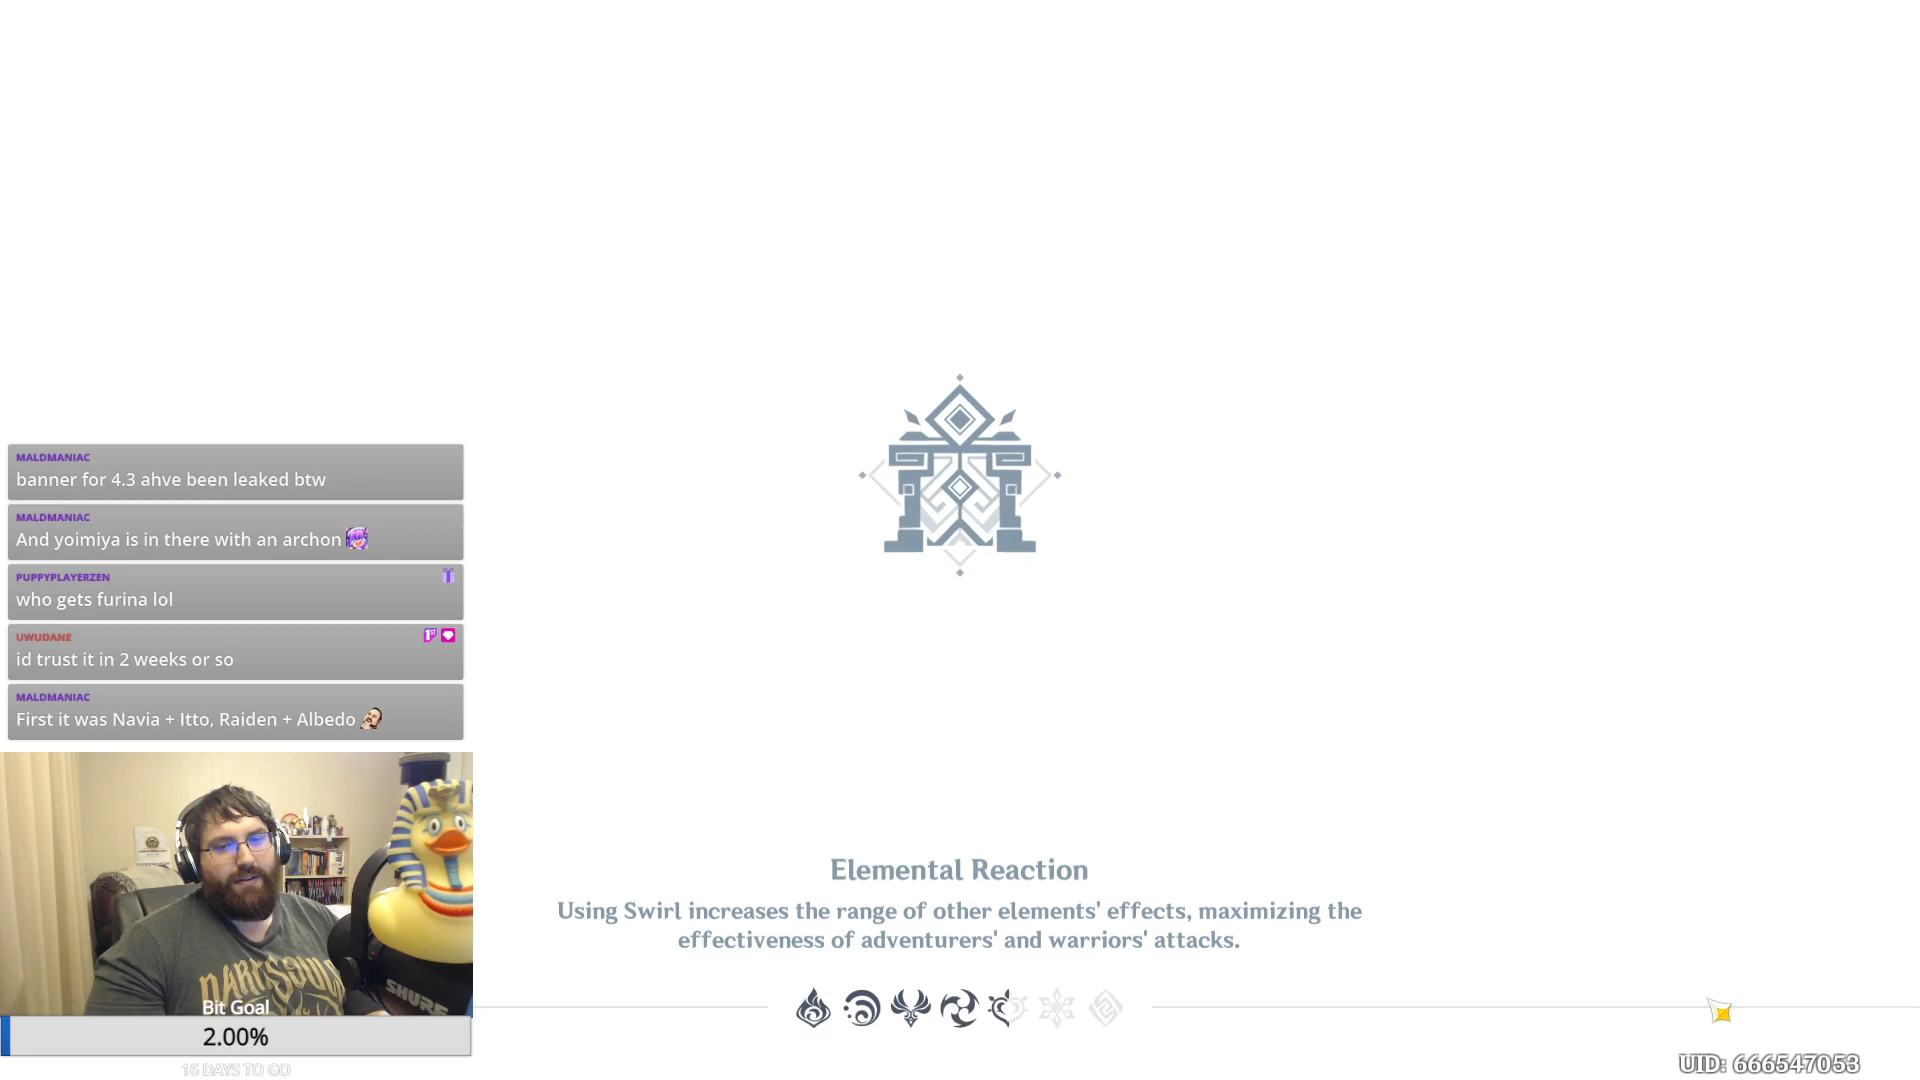 MALDMANIAC
banner for 4.3 ahve been leaked btw
MALDMANIAC
And yoimiya is in there with an archon
PUPPYPLAYERZEN
who gets furina lol
UWUDANE
id trust it in 2 weeks or so
MALDMANIAC
First it was Navia + Itto, Raiden + Albedo
DARK SOULS
SHURE
Bit Goal
2.00%
16 DAYS TO GO
Elemental Reaction
Using Swirl increases the range of other elements' effects, maximizing the
effectiveness of adventurers' and warriors' attacks.
UID: 666547053